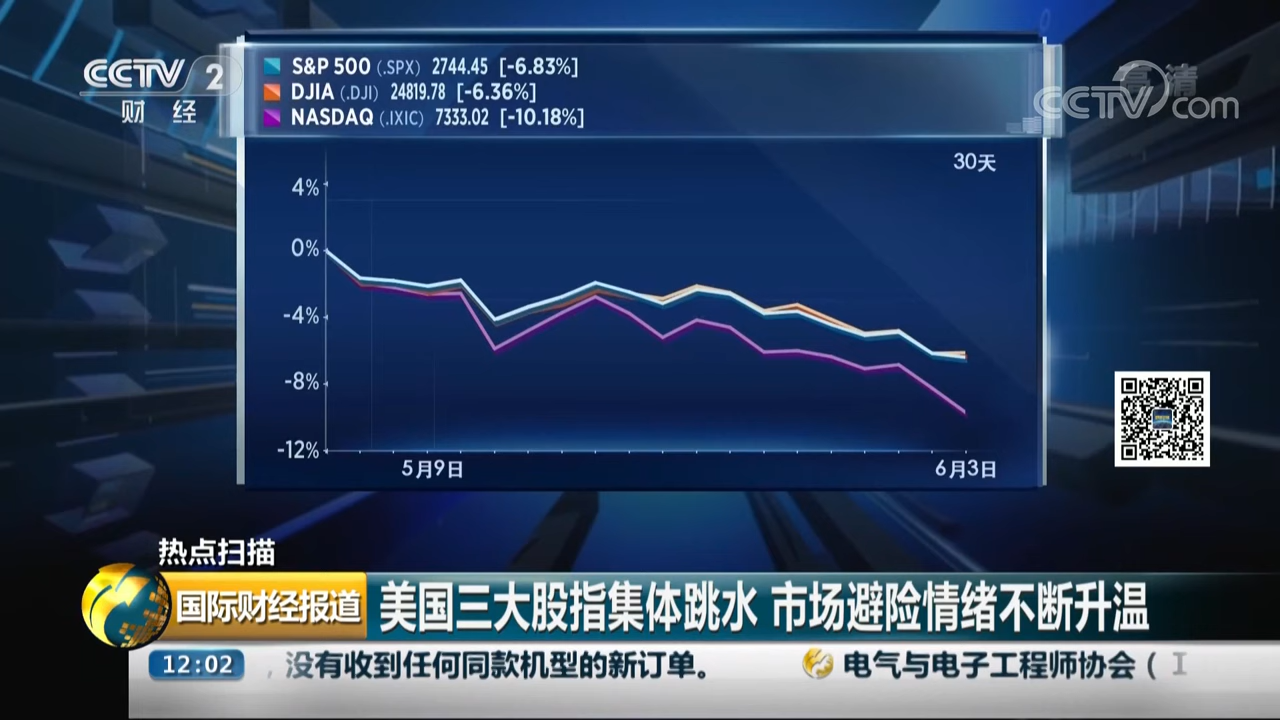 CCTV 2
财 经
高清
CCTV com
S&P 500 (.SPX) 2744.45 [-6.83%]
DJIA (.DJI) 24819.78 [-6.36%]
NASDAQ (.IXIC) 7333.02 [-10.18%]
30天
4%
0%
-4%
-8%
-12%
5月9日
6月3日
热点扫描
国际财经报道
美国三大股指集体跳水 市场避险情绪不断升温
12:02
，没有收到任何同款机型的新订单。 电气与电子工程师协会（ I